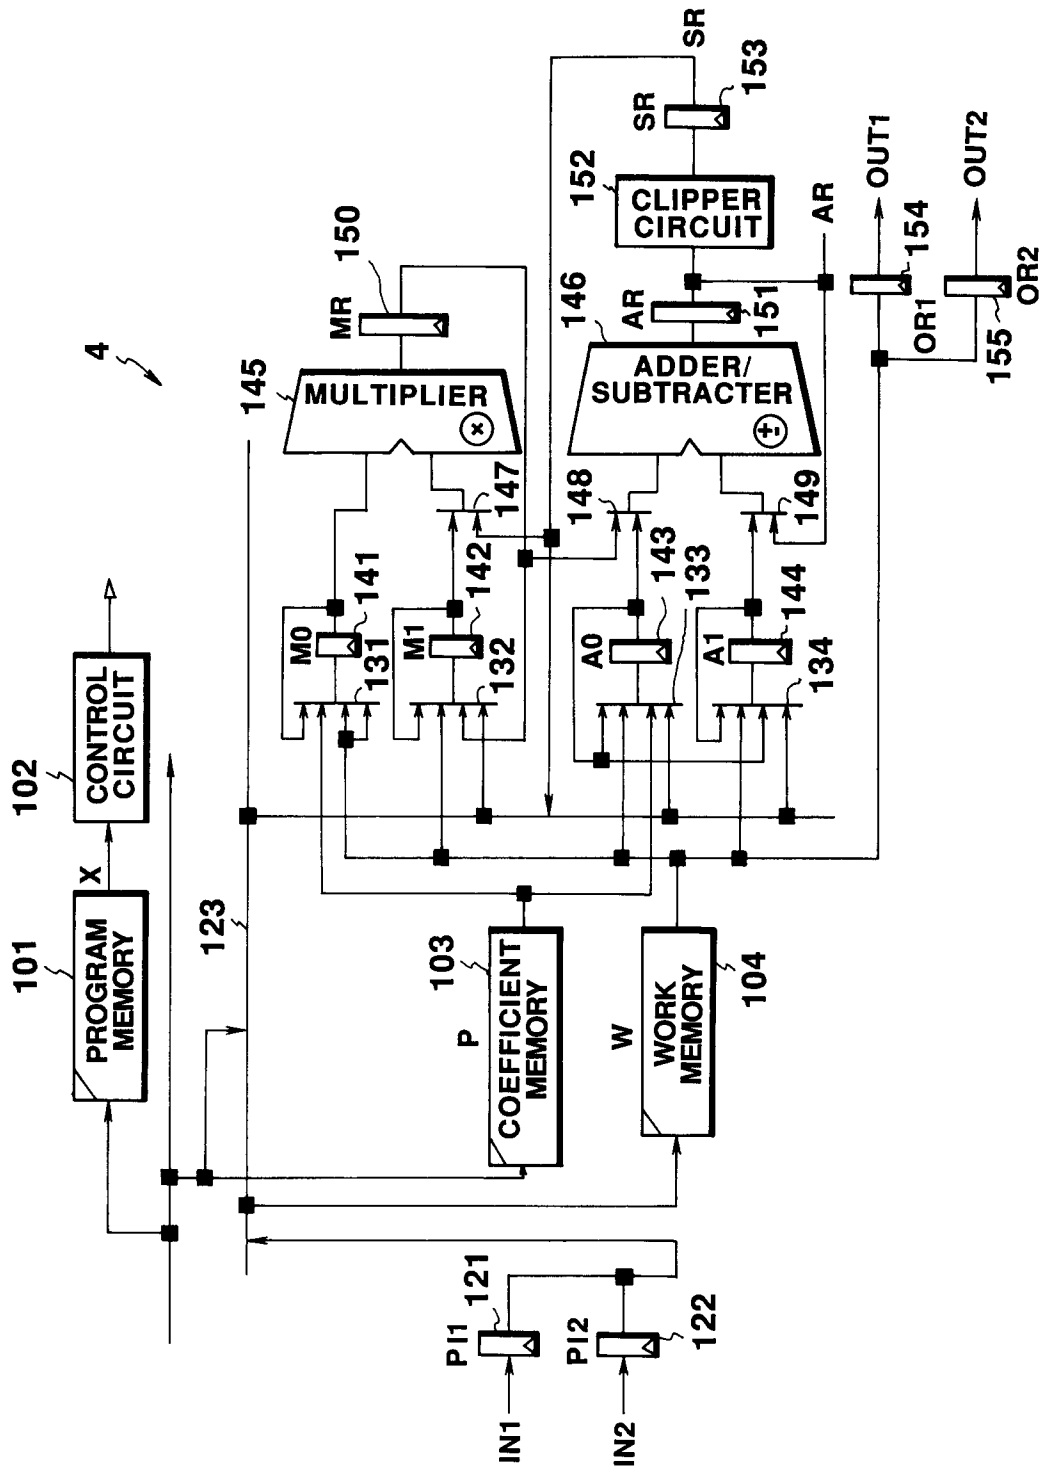 4
101
PROGRAM
MEMORY
X
102
CONTROL
CIRCUIT
123
P
103
COEFFICIENT
MEMORY
W
104
WORK
MEMORY
IN1
PI1
121
IN2
PI2
122
M0
141
131
M1
142
132
147
145
MULTIPLIER
×
MR
150
A0
143
133
148
A1
144
134
149
146
ADDER/
SUBTRACTER
±
AR
151
152
CLIPPER
CIRCUIT
SR
153
SR
AR
OUT1
154
OR1
OUT2
155
OR2